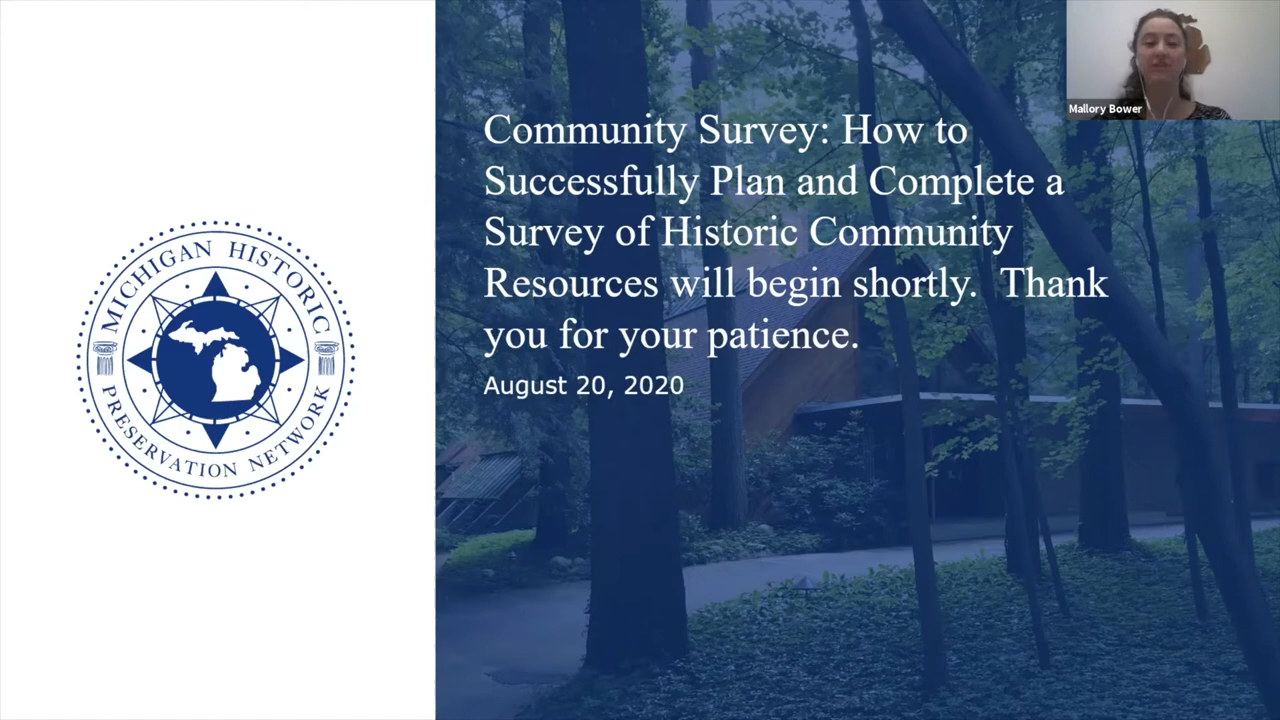 MICHIGAN HISTORIC
PRESERVATION NETWORK
Community Survey: How to
Successfully Plan and Complete a
Survey of Historic Community
Resources will begin shortly.  Thank
you for your patience.
August 20, 2020
Mallory Bower